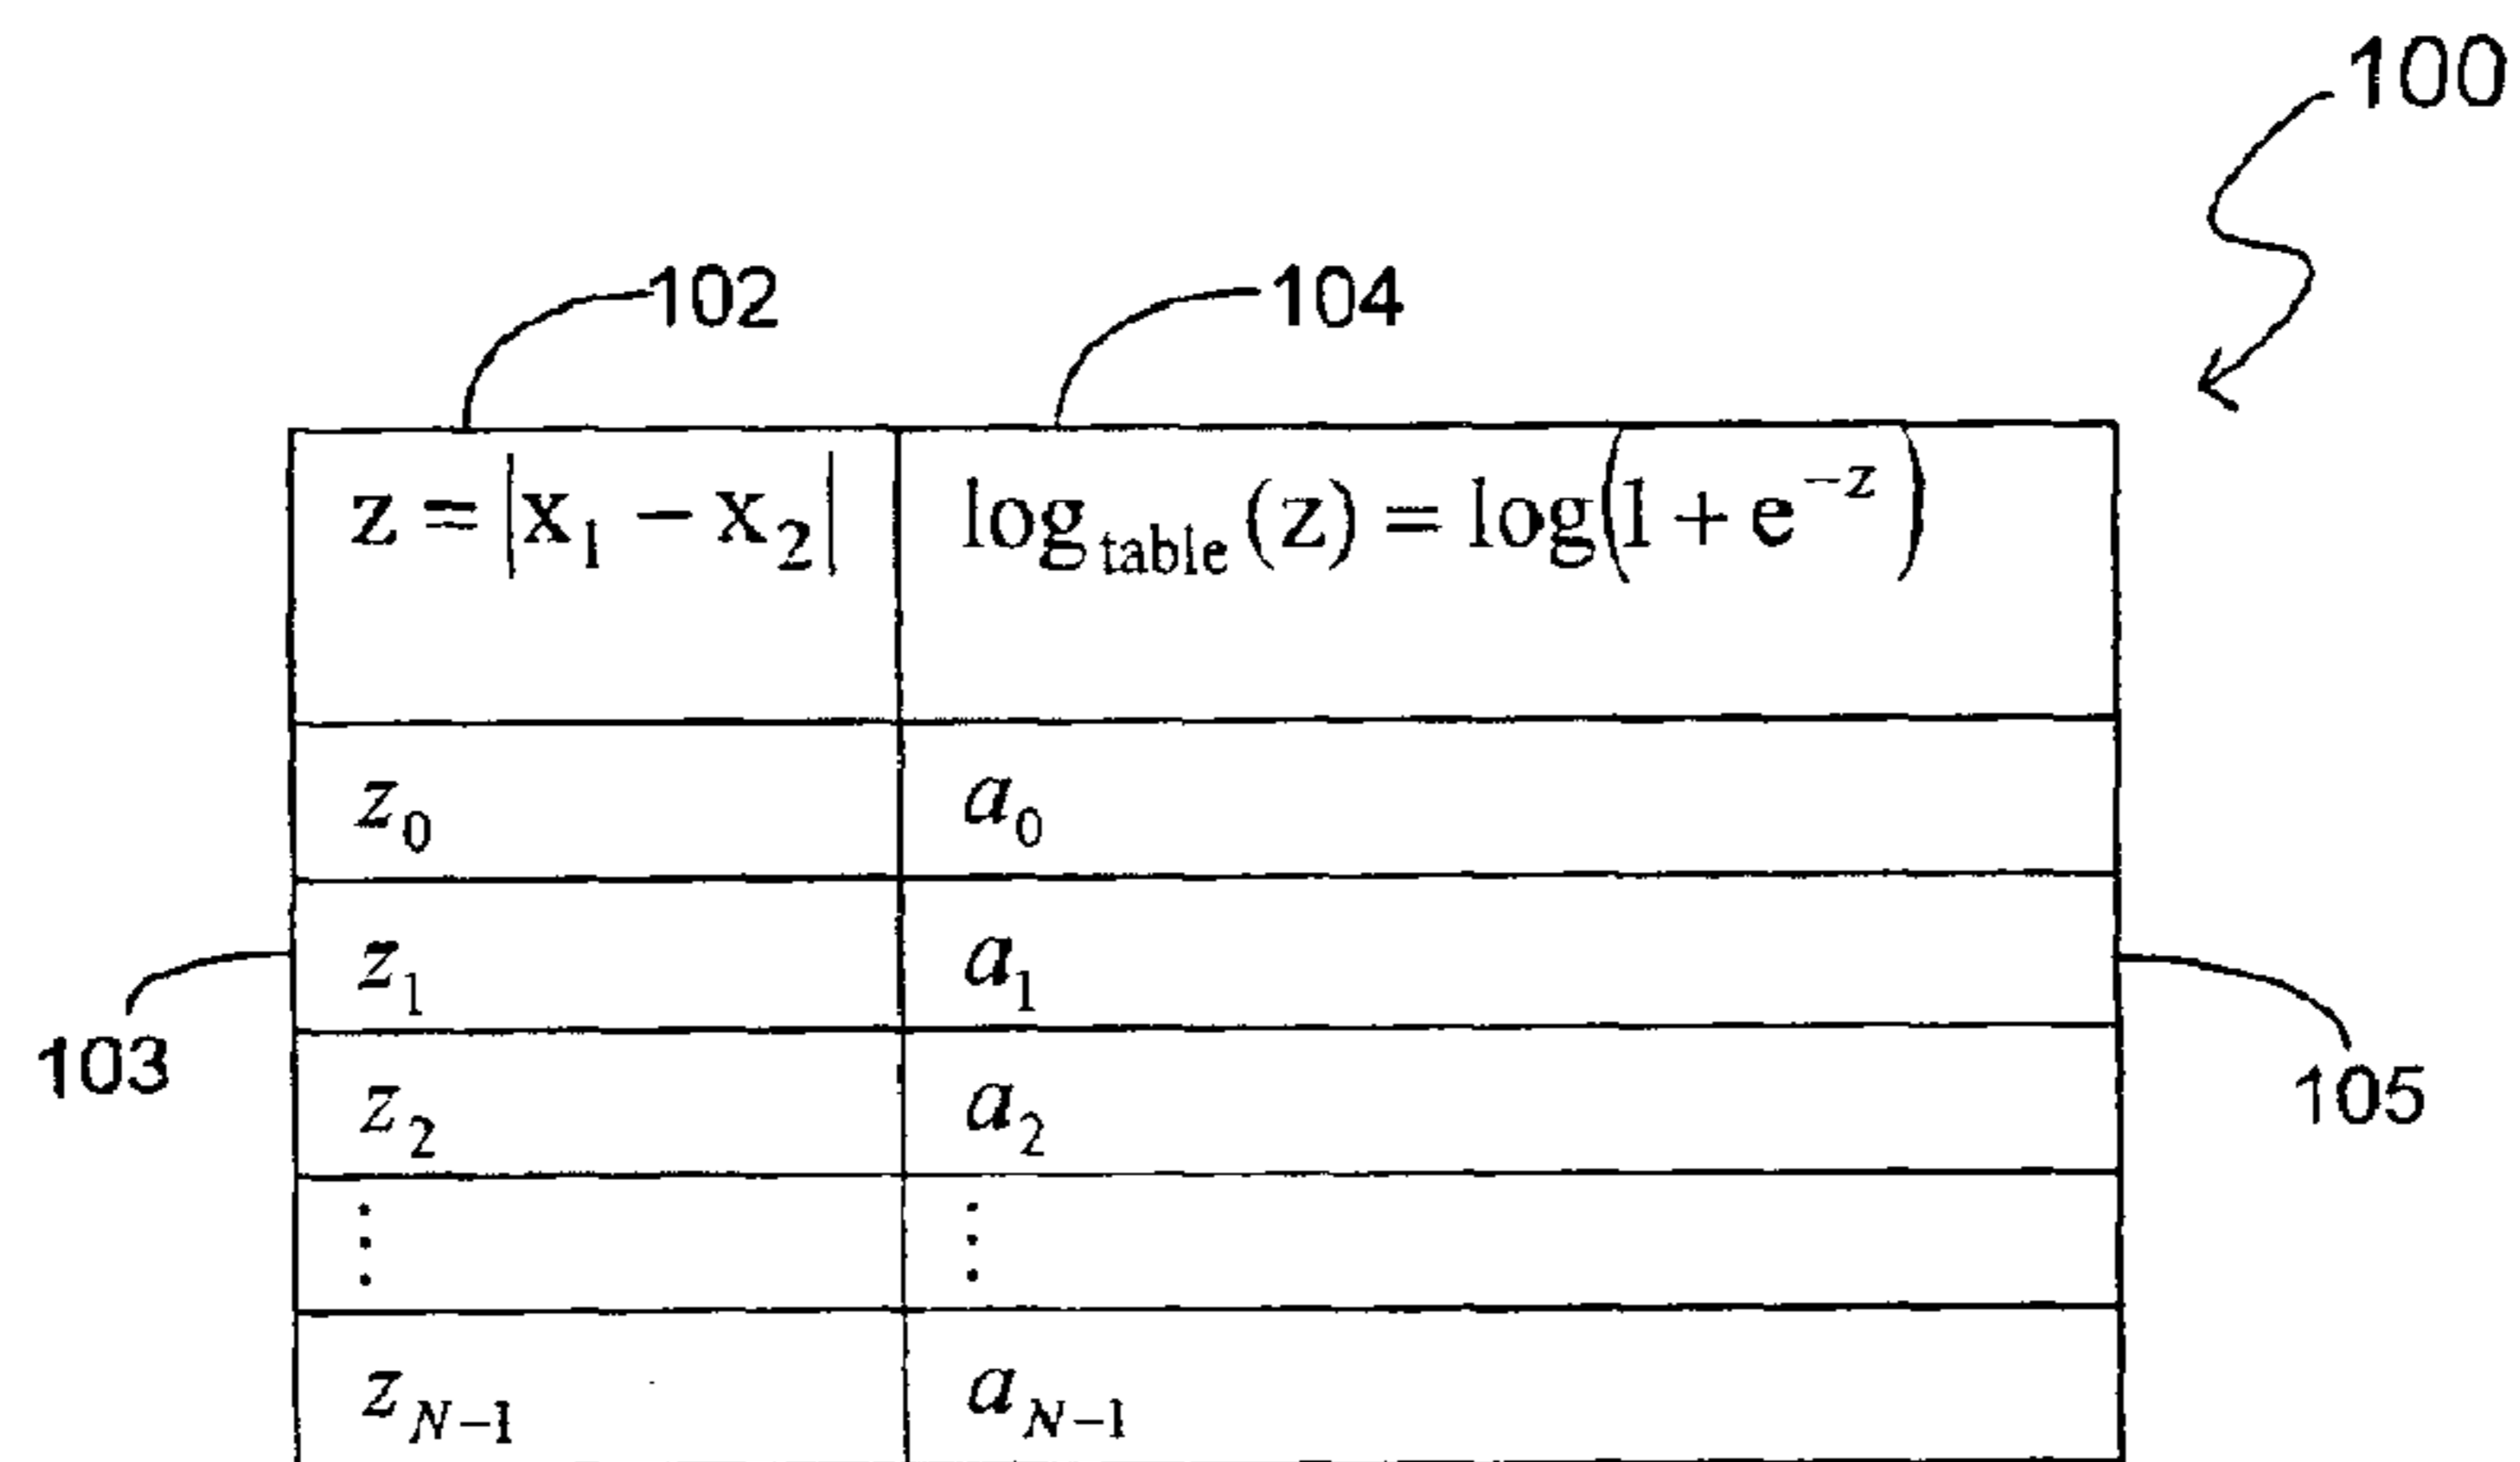 100
102 104
z = |x₁ − x₂| log_table (z) = log(1 + e^−z)
z₀ a₀
z₁ a₁
103 105
z₂ a₂
⋮ ⋮
z_N−1 a_N−1